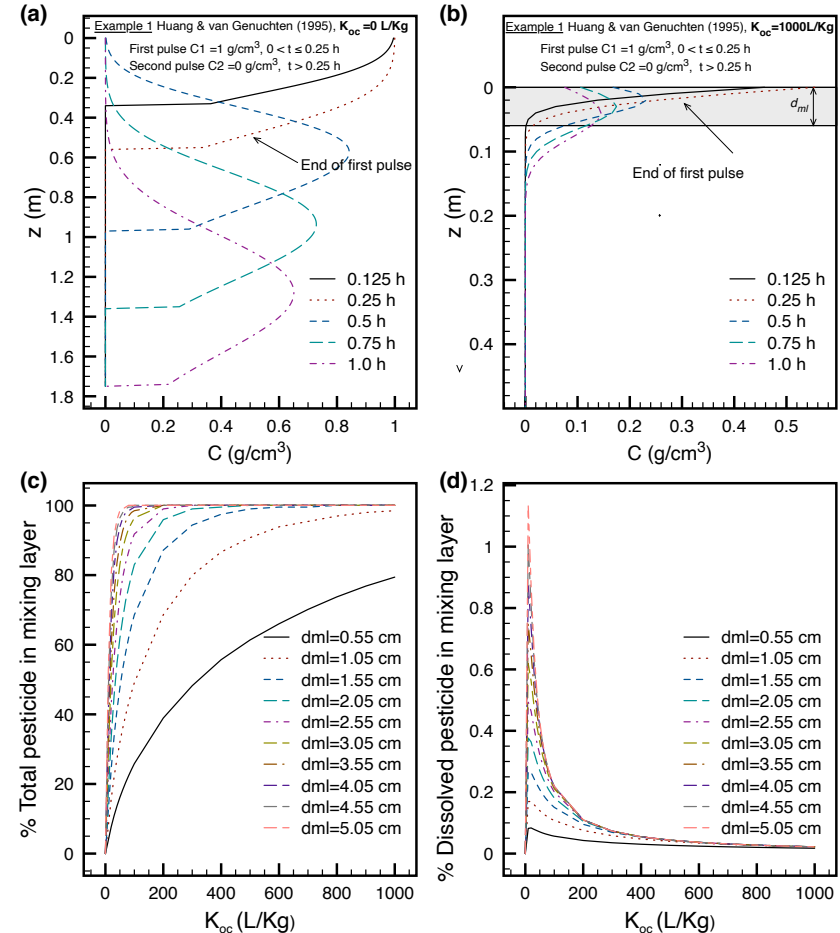 (a)
Example 1 Huang & van Genuchten (1995), K_oc =0 L/Kg
First pulse C1 =1 g/cm³, 0 < t ≤ 0.25 h
Second pulse C2 =0 g/cm³, t > 0.25 h
0
0.2
0.4
0.6
0.8
1
1.2
1.4
1.6
1.8
z (m)
End of first pulse
0.125 h
0.25 h
0.5 h
0.75 h
1.0 h
0 0.2 0.4 0.6 0.8 1
C (g/cm³)
(b)
Example 1 Huang & van Genuchten (1995), K_oc=1000L/Kg
First pulse C1 =1 g/cm³, 0 < t ≤ 0.25 h
Second pulse C2 =0 g/cm³, t > 0.25 h
0
0.1
0.2
0.3
0.4
z (m)
d_ml
End of first pulse
0.125 h
0.25 h
0.5 h
0.75 h
1.0 h
v
0 0.1 0.2 0.3 0.4 0.5
C (g/cm³)
(c)
100
80
60
40
20
0
% Total pesticide in mixing layer
dml=0.55 cm
dml=1.05 cm
dml=1.55 cm
dml=2.05 cm
dml=2.55 cm
dml=3.05 cm
dml=3.55 cm
dml=4.05 cm
dml=4.55 cm
dml=5.05 cm
0 200 400 600 800 1000
K_oc (L/Kg)
(d)
1.2
1
0.8
0.6
0.4
0.2
0
% Dissolved pesticide in mixing layer
dml=0.55 cm
dml=1.05 cm
dml=1.55 cm
dml=2.05 cm
dml=2.55 cm
dml=3.05 cm
dml=3.55 cm
dml=4.05 cm
dml=4.55 cm
dml=5.05 cm
0 200 400 600 800 1000
K_oc (L/Kg)